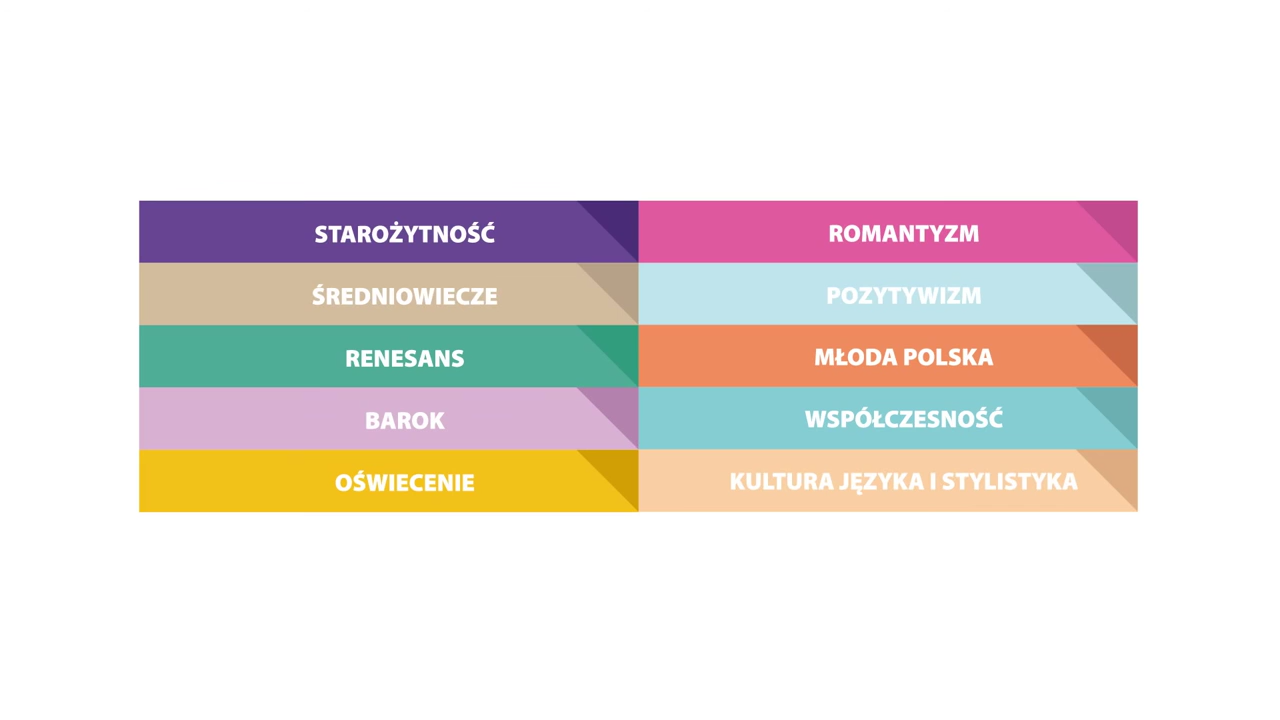 STAROŻYTNOŚĆ
ŚREDNIOWIECZE
RENESANS
BAROK
OŚWIECENIE
ROMANTYZM
POZYTYWIZM
MŁODA POLSKA
WSPÓŁCZESNOŚĆ
KULTURA JĘZYKA I STYLISTYKA